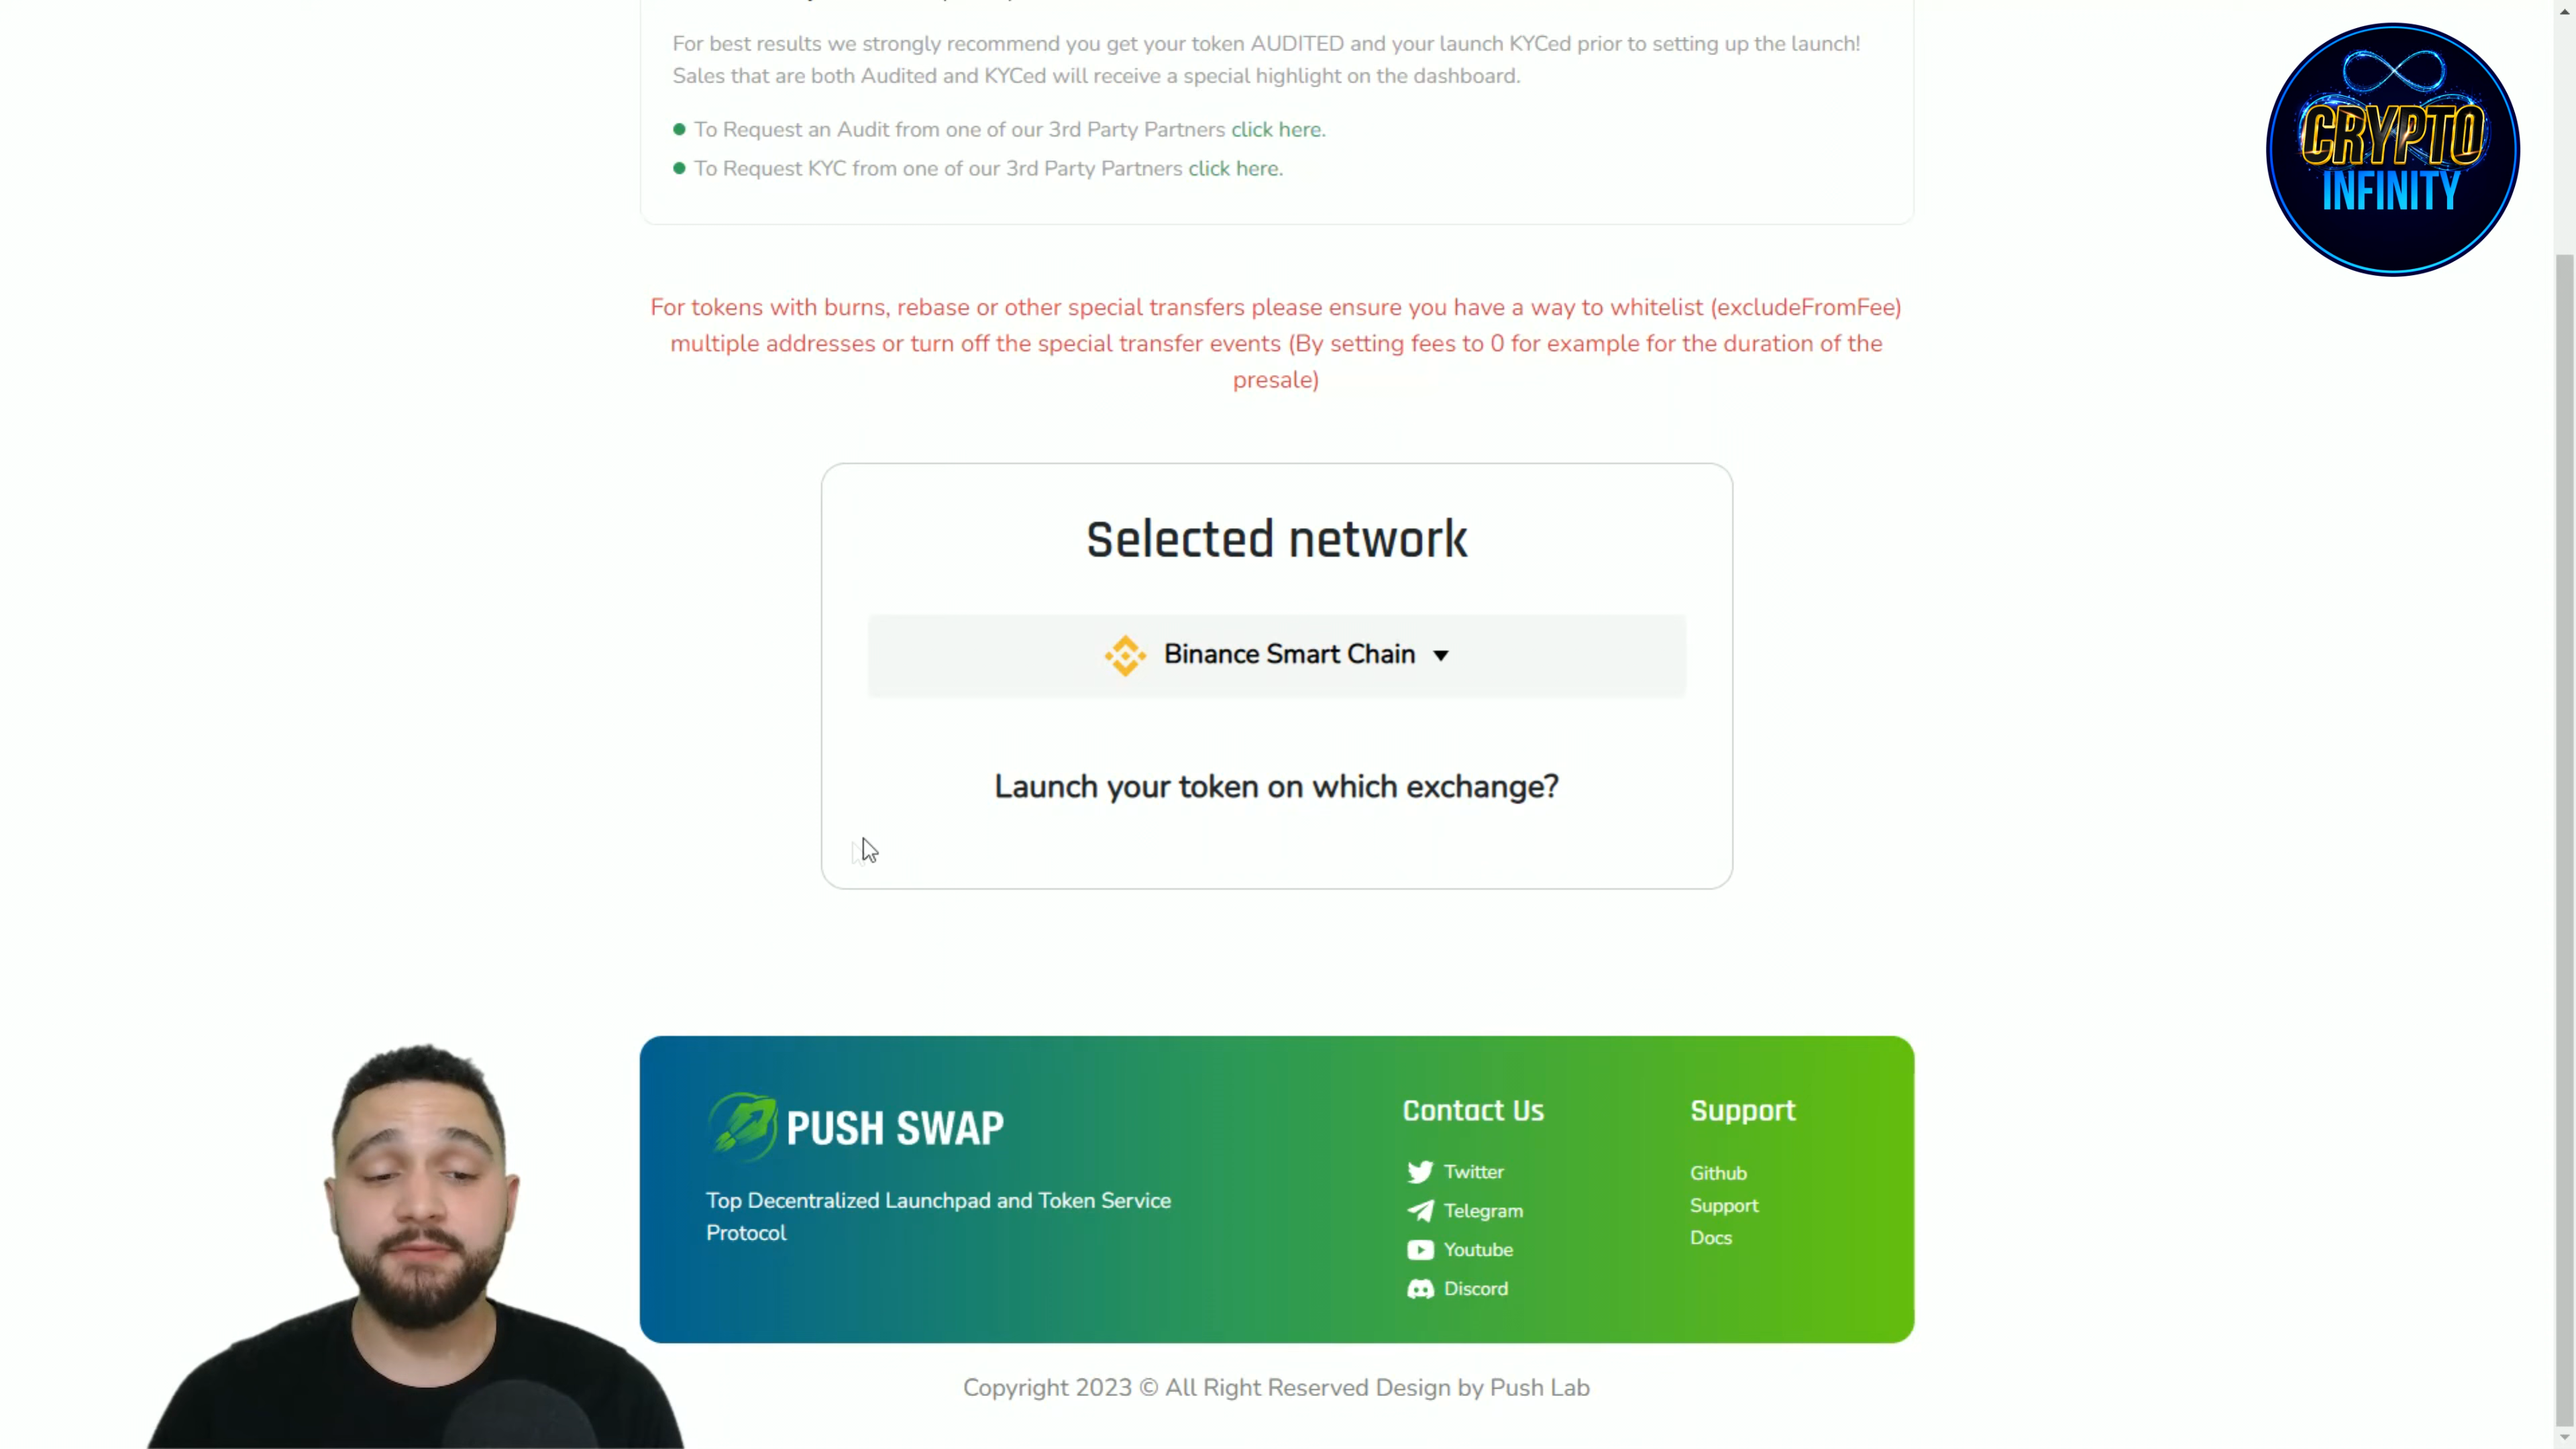 For best results we strongly recommend you get your token AUDITED and your launch KYCed prior to setting up the launch!
Sales that are both Audited and KYCed will receive a special highlight on the dashboard.
To Request an Audit from one of our 3rd Party Partners click here.
To Request KYC from one of our 3rd Party Partners click here.
CRYPTO
INFINITY
For tokens with burns, rebase or other special transfers please ensure you have a way to whitelist (excludeFromFee)
multiple addresses or turn off the special transfer events (By setting fees to 0 for example for the duration of the
presale)
Selected network
Binance Smart Chain
Launch your token on which exchange?
PUSH SWAP
Top Decentralized Launchpad and Token Service
Protocol
Contact Us
Twitter
Telegram
Youtube
Discord
Support
Github
Support
Docs
Copyright 2023 © All Right Reserved Design by Push Lab